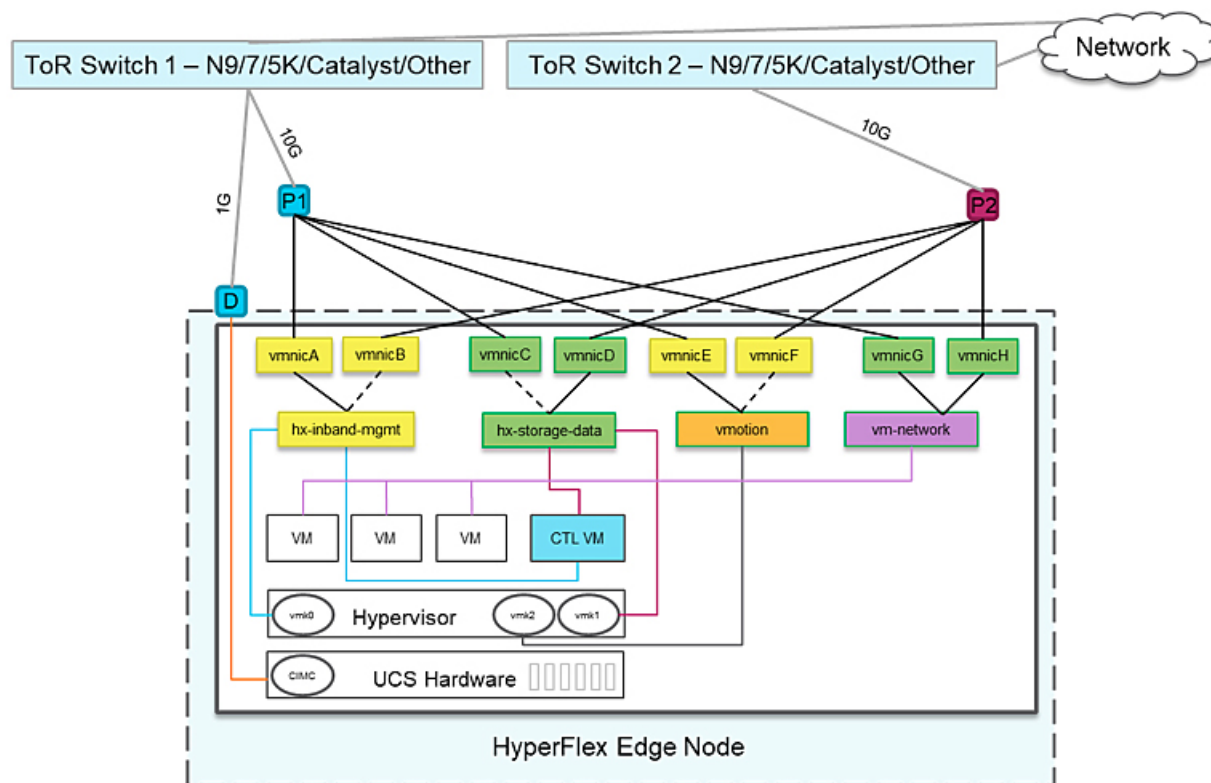 Network
ToR Switch 1 – N9/7/5K/Catalyst/Other
ToR Switch 2 – N9/7/5K/Catalyst/Other
10G
10G
1G
P1
P2
D
vmnicA
vmnicB
vmnicC
vmnicD
vmnicE
vmnicF
vmnicG
vmnicH
hx-inband-mgmt
hx-storage-data
vmotion
vm-network
VM
VM
VM
CTL VM
vmk0
Hypervisor
vmk2
vmk1
CIMC
UCS Hardware
HyperFlex Edge Node